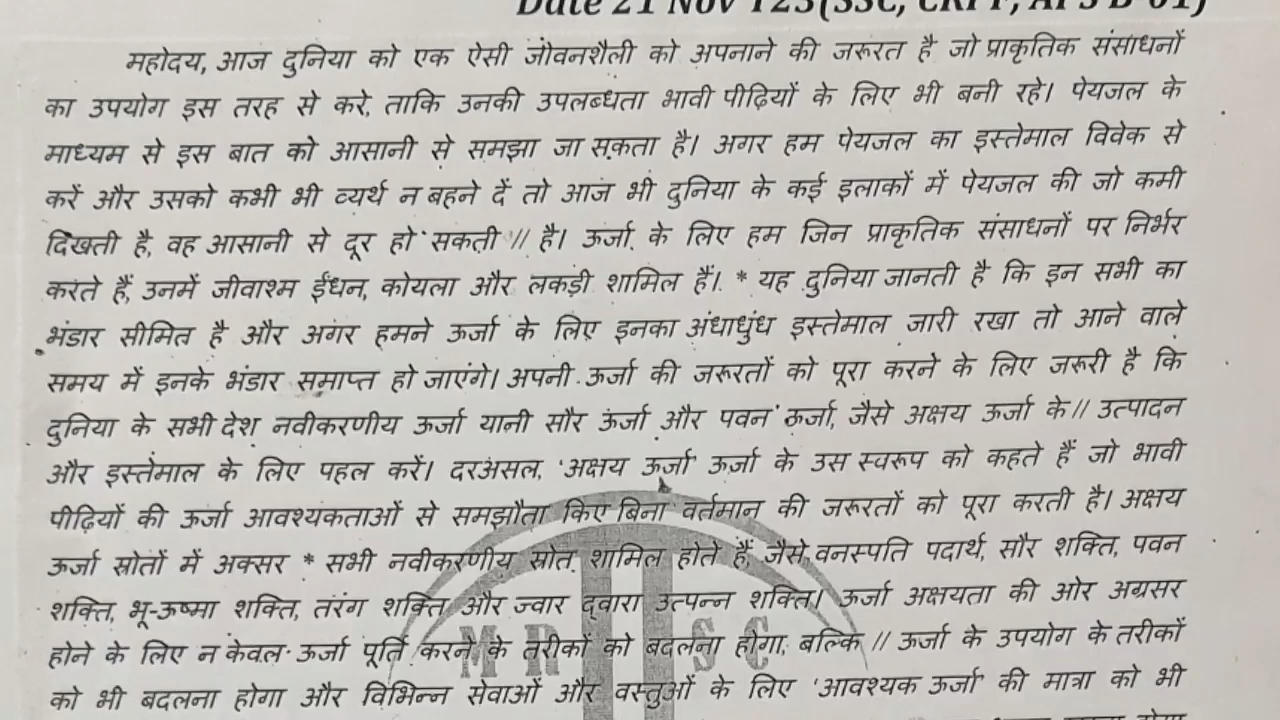 Date 21 Nov 123(SSC, CRPF, APS B-01)
महोदय, आज दुनिया को एक ऐसी जीवनशैली को अपनाने की जरूरत है जो प्राकृतिक संसाधनों
का उपयोग इस तरह से करे, ताकि उनकी उपलब्धता भावी पीढ़ियों के लिए भी बनी रहे। पेयजल के
माध्यम से इस बात को आसानी से समझा जा सकता है। अगर हम पेयजल का इस्तेमाल विवेक से
करें और उसको कभी भी व्यर्थ न बहने दें तो आज भी दुनिया के कई इलाकों में पेयजल की जो कमी
दिखती है, वह आसानी से दूर हो सकती // है। ऊर्जा के लिए हम जिन प्राकृतिक संसाधनों पर निर्भर
करते हैं, उनमें जीवाश्म ईंधन, कोयला और लकड़ी शामिल हैं। * यह दुनिया जानती है कि इन सभी का
भंडार सीमित है और अगर हमने ऊर्जा के लिए इनका अंधाधुंध इस्तेमाल जारी रखा तो आने वाले
समय में इनके भंडार समाप्त हो जाएंगे। अपनी ऊर्जा की जरूरतों को पूरा करने के लिए जरूरी है कि
दुनिया के सभी देश नवीकरणीय ऊर्जा यानी सौर ऊर्जा और पवन ऊर्जा, जैसे अक्षय ऊर्जा के // उत्पादन
और इस्तेमाल के लिए पहल करें। दरअसल, 'अक्षय ऊर्जा' ऊर्जा के उस स्वरूप को कहते हैं जो भावी
पीढ़ियों की ऊर्जा आवश्यकताओं से समझौता किए बिना वर्तमान की जरूरतों को पूरा करती है। अक्षय
ऊर्जा स्रोतों में अक्सर * सभी नवीकरणीय स्रोत शामिल होते हैं, जैसे वनस्पति पदार्थ, सौर शक्ति, पवन
शक्ति, भू-ऊष्मा शक्ति, तरंग शक्ति और ज्वार द्वारा उत्पन्न शक्ति। ऊर्जा अक्षयता की ओर अग्रसर
होने के लिए न केवल ऊर्जा पूर्ति करने के तरीकों को बदलना होगा, बल्कि // ऊर्जा के उपयोग के तरीकों
को भी बदलना होगा और विभिन्न सेवाओं और वस्तुओं के लिए 'आवश्यक ऊर्जा' की मात्रा को भी